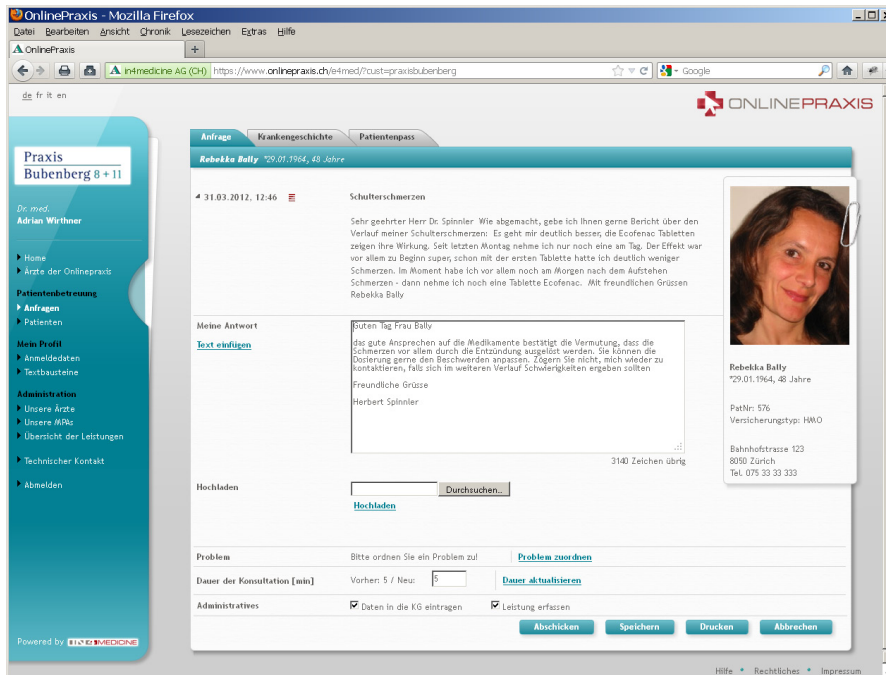 OnlinePraxis - Mozilla Firefox
Datei Bearbeiten Ansicht Chronik Lesezeichen Extras Hilfe
OnlinePraxis
in4medicine AG (CH) https://www.onlinepraxis.ch/e4med/?cust=praxisbubenberg
Google
de fr it en
ONLINEPRAXIS
Anfrage Krankengeschichte Patientenpass
Rebekka Bally *29.01.1964, 48 Jahre
Praxis
Bubenberg 8 + 11
Dr. med.
Adrian Wirthner
Home
Ärzte der Onlinepraxis
Patientenbetreuung
Anfragen
Patienten
Mein Profil
Anmeldedaten
Textbausteine
Administration
Unsere Ärzte
Unsere MPAs
Übersicht der Leistungen
Technischer Kontakt
Abmelden
Powered by IN4MEDICINE
31.03.2012, 12:46 Schulterschmerzen
Sehr geehrter Herr Dr. Spinnler Wie abgemacht, gebe ich Ihnen gerne Bericht über den
Verlauf meiner Schulterschmerzen: Es geht mir deutlich besser, die Ecofenac Tabletten
zeigen ihre Wirkung. Seit letzten Montag nehme ich nur noch eine am Tag. Der Effekt war
vor allem zu Beginn super, schon mit der ersten Tablette hatte ich deutlich weniger
Schmerzen. Im Moment habe ich vor allem noch am Morgen nach dem Aufstehen
Schmerzen - dann nehme ich noch eine Tablette Ecofenac. Mit freundlichen Grüssen
Rebekka Bally
Meine Antwort
Text einfügen
Guten Tag Frau Bally
das gute Ansprechen auf die Medikamente bestätigt die Vermutung, dass die
Schmerzen vor allem durch die Entzündung ausgelöst werden. Sie können die
Dosierung gerne den Beschwerden anpassen. Zögern Sie nicht, mich wieder zu
kontaktieren, falls sich im weiteren Verlauf Schwierigkeiten ergeben sollten
Freundliche Grüsse
Herbert Spinnler
3140 Zeichen übrig
Hochladen Durchsuchen..
Hochladen
Problem Bitte ordnen Sie ein Problem zu! Problem zuordnen
Dauer der Konsultation [min] Vorher: 5 / Neu: 5 Dauer aktualisieren
Administratives Daten in die KG eintragen Leistung erfassen
Abschicken Speichern Drucken Abbrechen
Rebekka Bally
*29.01.1964, 48 Jahre
PatNr: 576
Versicherungstyp: HMO
Bahnhofstrasse 123
8050 Zürich
Tel. 075 33 33 333
Hilfe • Rechtliches • Impressum